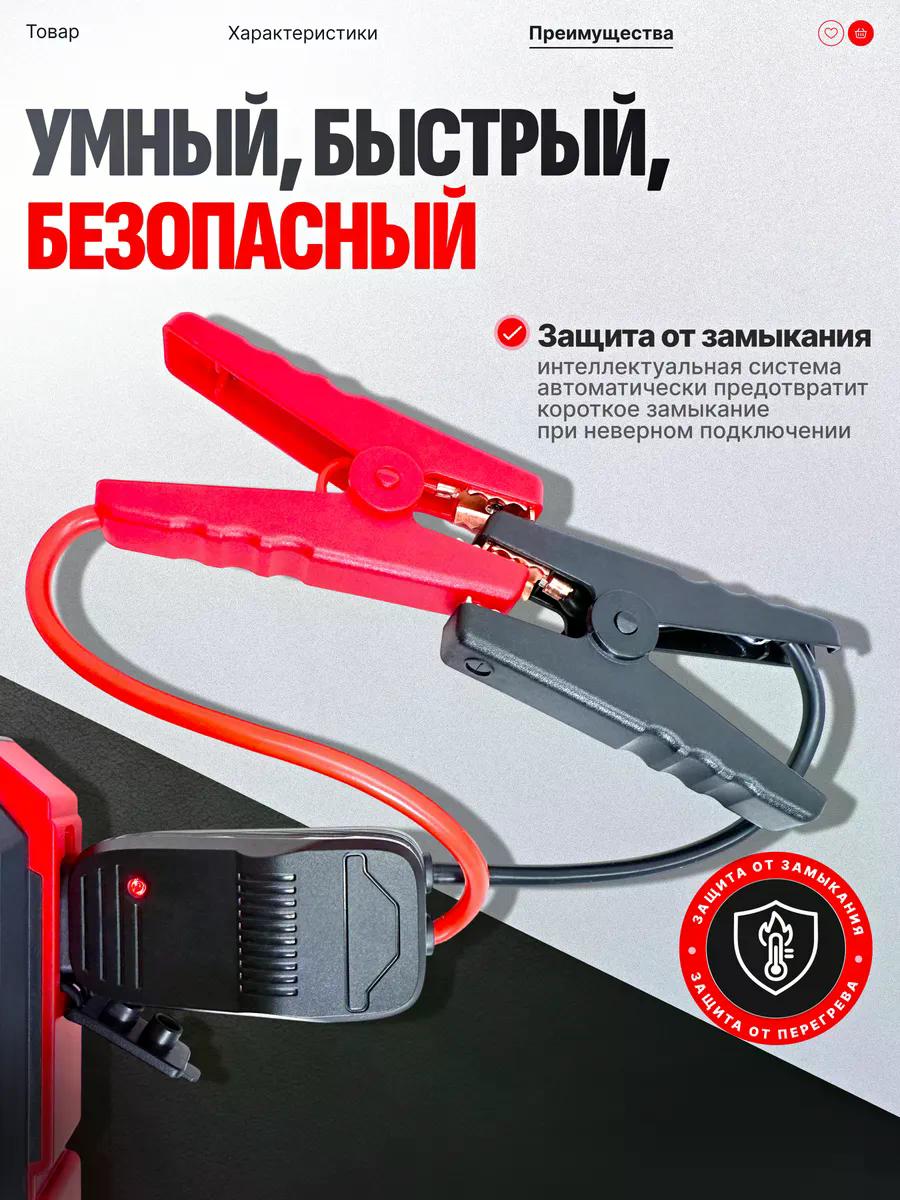 Товар
Характеристики
Преимущества
УМНЫЙ, БЫСТРЫЙ,
БЕЗОПАСНЫЙ
Защита от замыкания
интеллектуальная система
автоматически предотвратит
короткое замыкание
при неверном подключении
ЗАЩИТА ОТ ЗАМЫКАНИЯ
ЗАЩИТА ОТ ПЕРЕГРЕВА